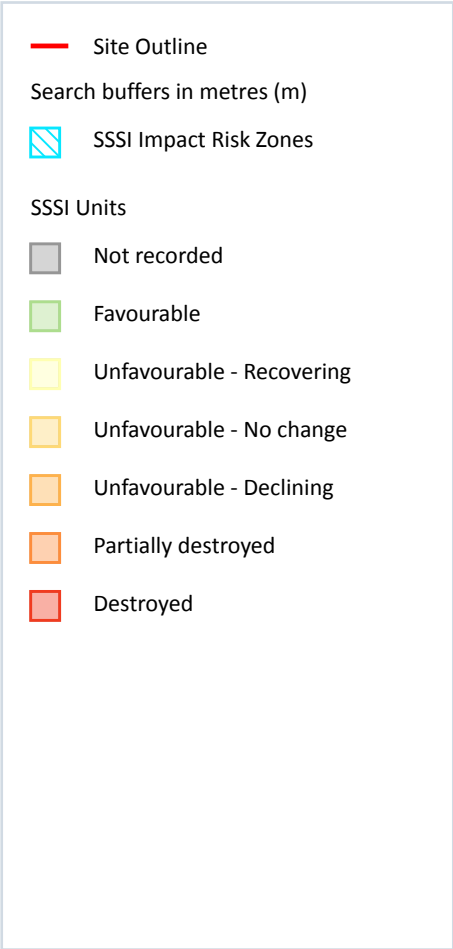 Site Outline
Search buffers in metres (m)
SSSI Impact Risk Zones
SSSI Units
Not recorded
Favourable
Unfavourable - Recovering
Unfavourable - No change
Unfavourable - Declining
Partially destroyed
Destroyed